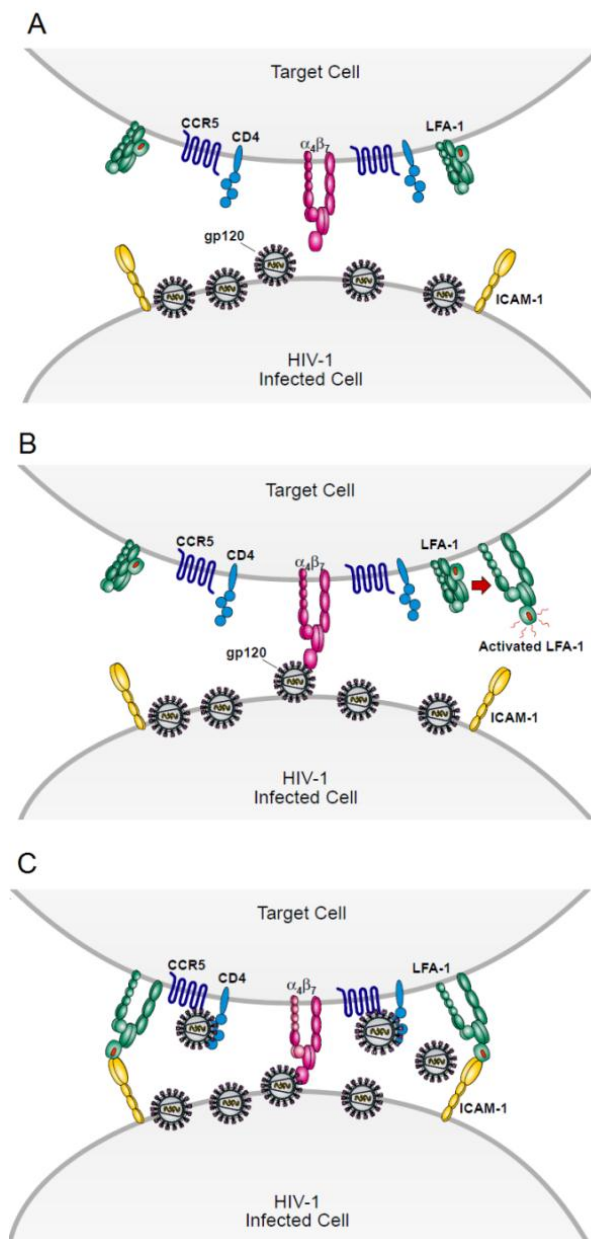 A
Target Cell
CCR5
CD4
α4β7
LFA-1
gp120
ICAM-1
HIV-1
Infected Cell
B
Target Cell
CCR5
CD4
α4β7
LFA-1
Activated LFA-1
gp120
ICAM-1
HIV-1
Infected Cell
C
Target Cell
CCR5
CD4
α4β7
LFA-1
ICAM-1
HIV-1
Infected Cell